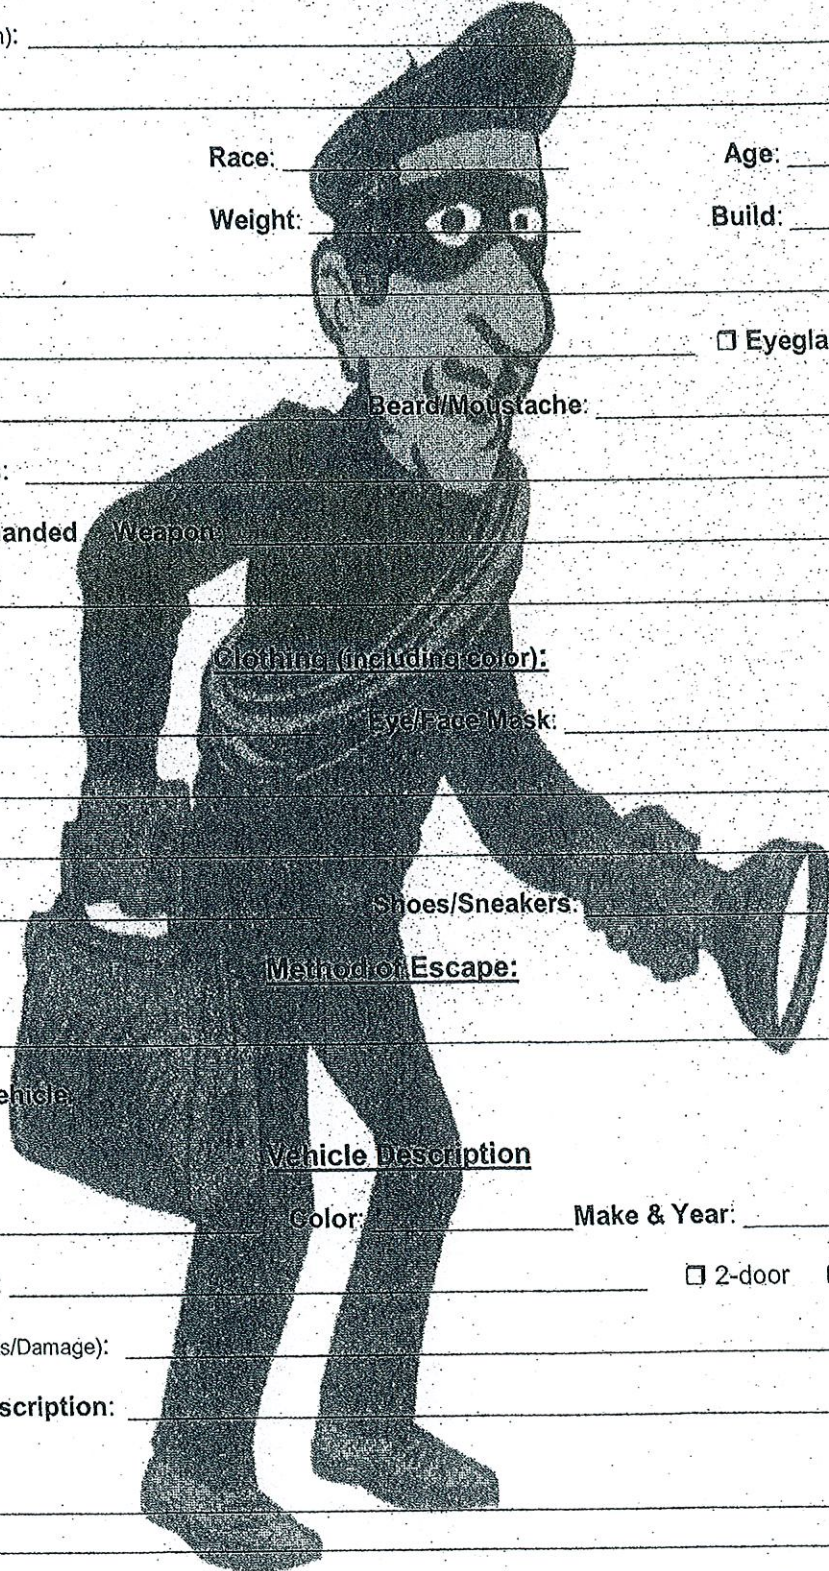 n):
Race: Age:
Weight: Build:
☐ Eyegla
Beard/Moustache:
:
anded Weapon:
Clothing (including color):
Eye/Face Mask:
Shoes/Sneakers:
Method of Escape:
ehicle
Vehicle Description
Color: Make & Year:
☐ 2-door
s/Damage):
scription: